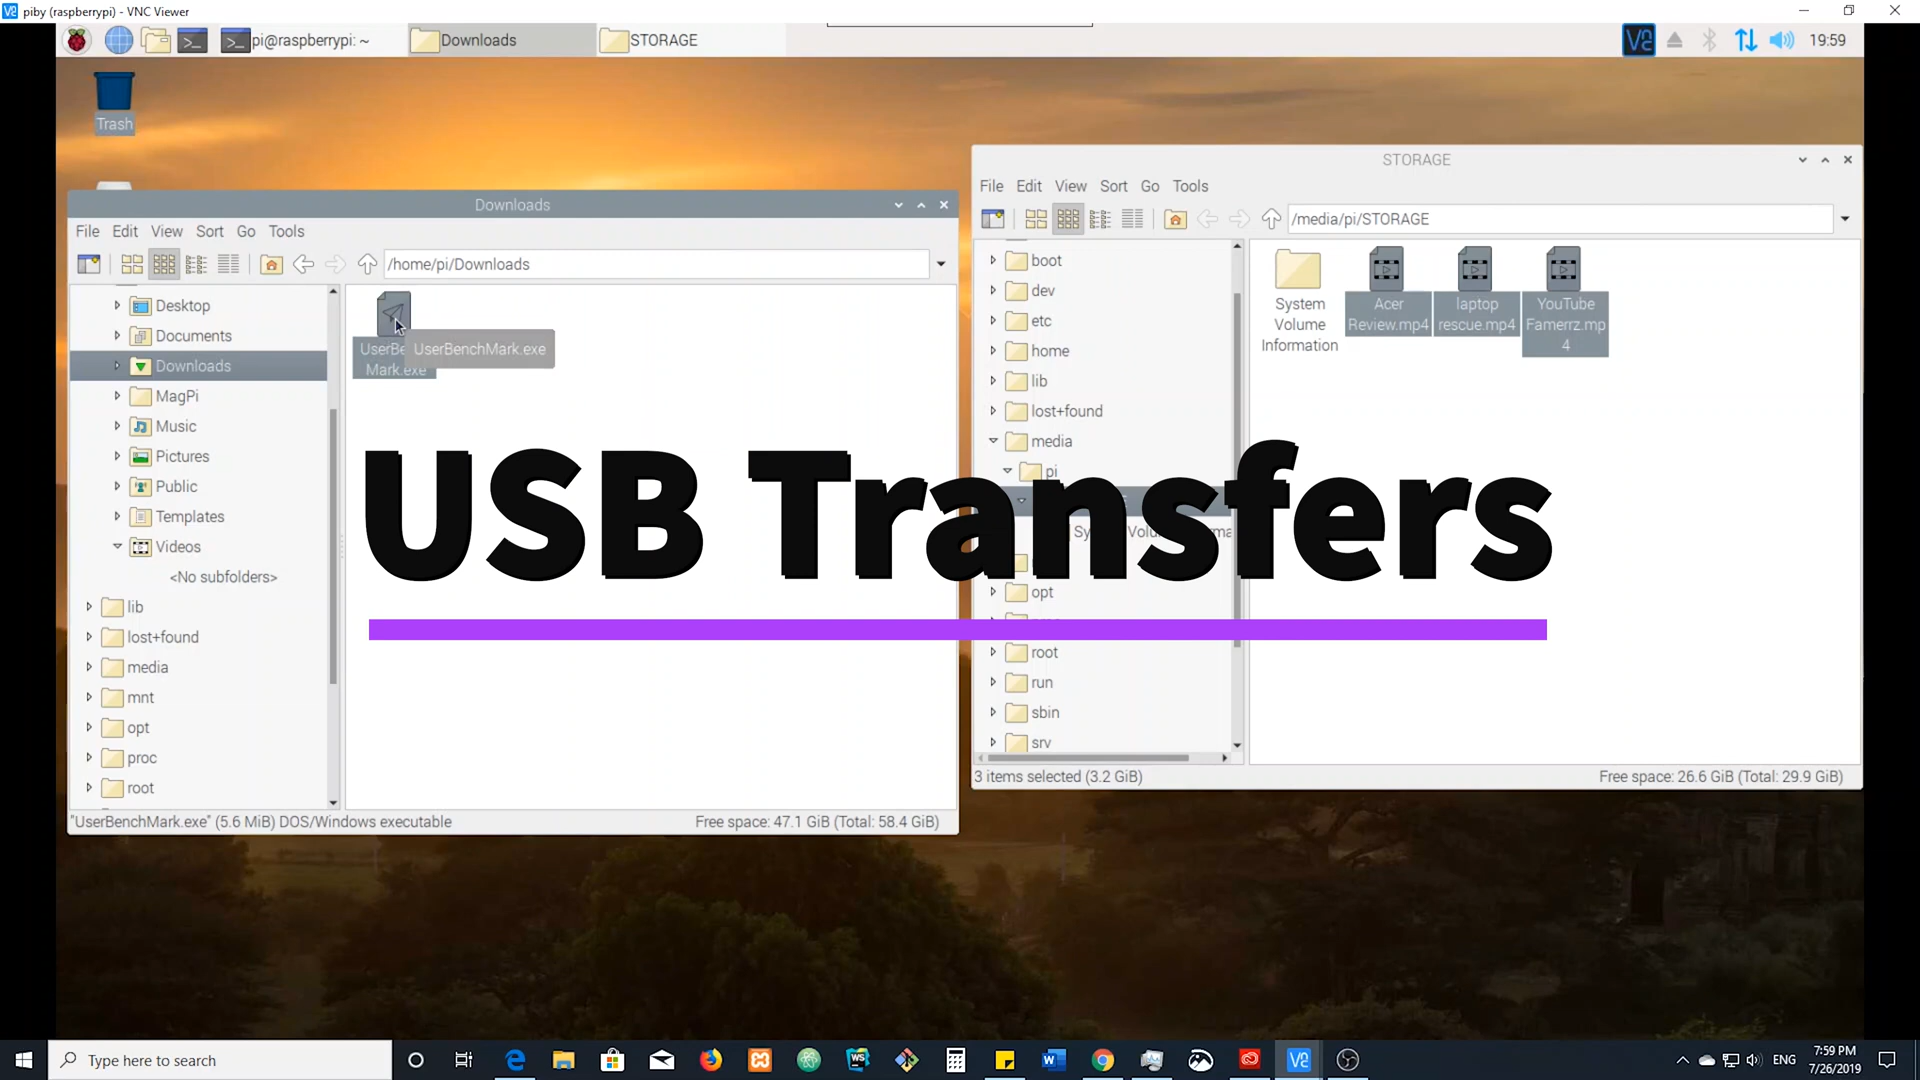 piby (raspberrypi) - VNC Viewer
pi@raspberrypi: ~
Downloads
STORAGE
19:59
Trash
Downloads
File Edit View Sort Go Tools
/home/pi/Downloads
Desktop
Documents
Downloads
MagPi
Music
Pictures
Public
Templates
Videos
<No subfolders>
lib
lost+found
media
mnt
opt
proc
root
Mark.exe
UserBenchMark.exe
"UserBenchMark.exe" (5.6 MiB) DOS/Windows executable
Free space: 47.1 GiB (Total: 58.4 GiB)
STORAGE
File Edit View Sort Go Tools
/media/pi/STORAGE
boot
dev
etc
home
lib
lost+found
media
pi
opt
root
run
sbin
srv
System
Volume
Information
Acer
Review.mp4
laptop
rescue.mp4
YouTube
Famerrz.mp
4
3 items selected (3.2 GiB)
Free space: 26.6 GiB (Total: 29.9 GiB)
USB Transfers
Type here to search
ENG
7:59 PM
7/26/2019